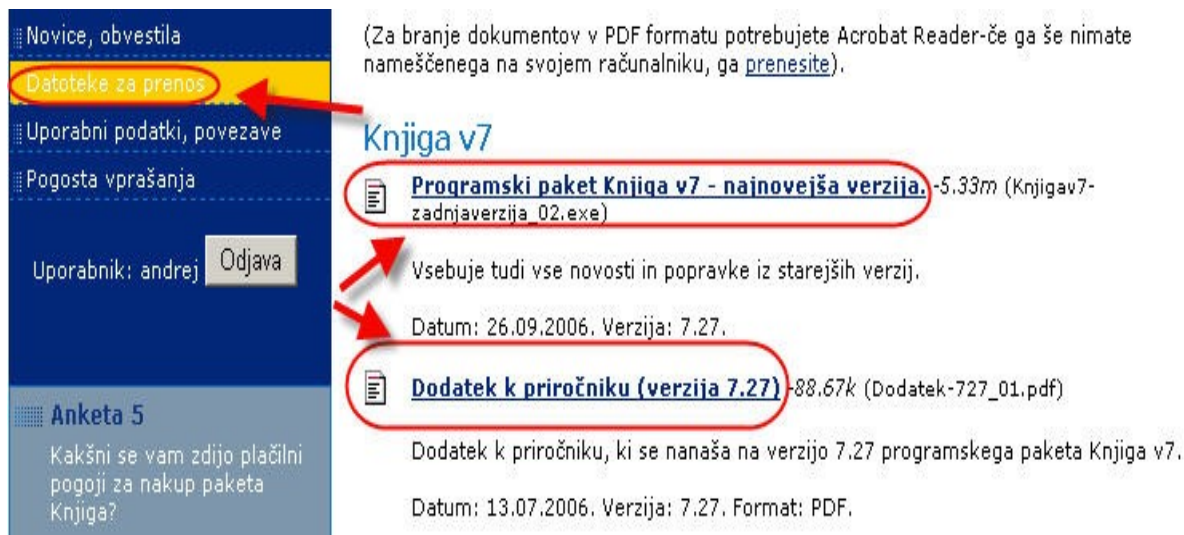 Novice, obvestila
Datoteke za prenos
Uporabni podatki, povezave
Pogosta vprašanja
Uporabnik: andrej Odjava
Anketa 5
Kakšni se vam zdijo plačilni
pogoji za nakup paketa
Knjiga?
(Za branje dokumentov v PDF formatu potrebujete Acrobat Reader-če ga še nimate
nameščenega na svojem računalniku, ga prenesite).
Knjiga v7
Programski paket Knjiga v7 - najnovejša verzija. -5.33m (Knjigav7-
zadnjaverzija_02.exe)
Vsebuje tudi vse novosti in popravke iz starejših verzij.
Datum: 26.09.2006. Verzija: 7.27.
Dodatek k priročniku (verzija 7.27) -88.67k (Dodatek-727_01.pdf)
Dodatek k priročniku, ki se nanaša na verzijo 7.27 programskega paketa Knjiga v7.
Datum: 13.07.2006. Verzija: 7.27. Format: PDF.